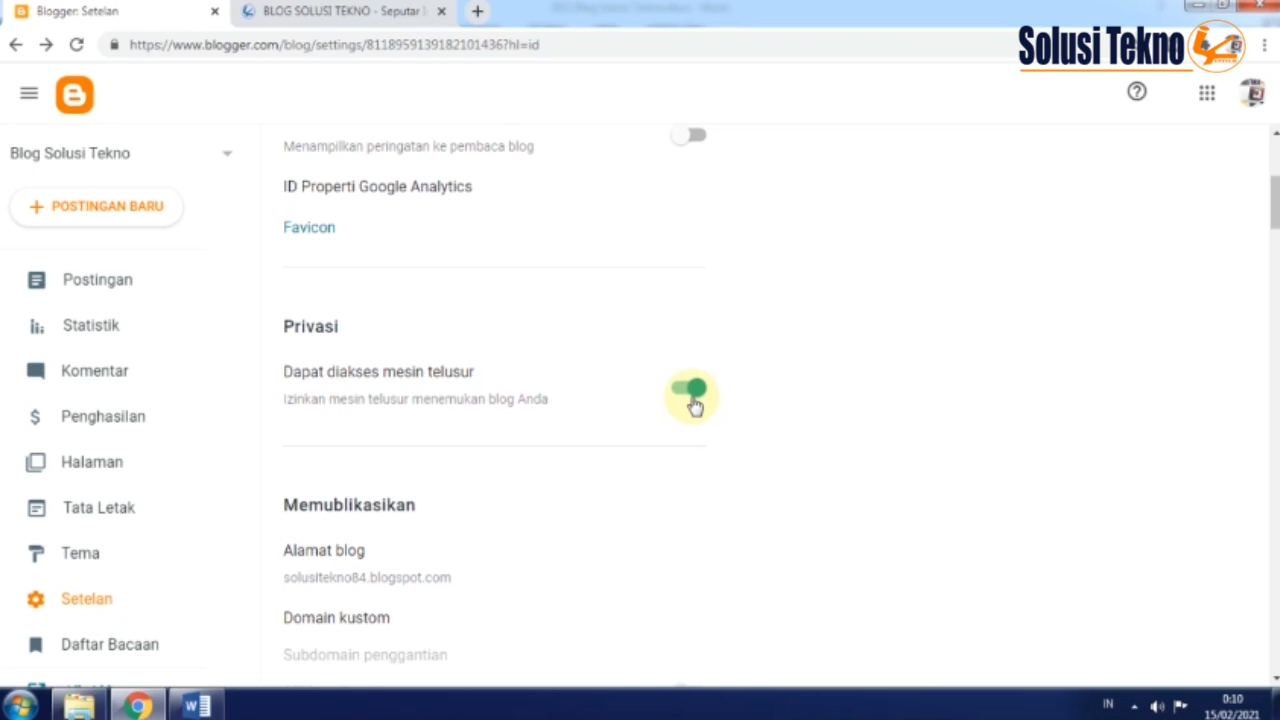 Blogger: Setelan
BLOG SOLUSI TEKNO - Seputar
https://www.blogger.com/blog/settings/8118959139182101436?hl=id
Solusi Tekno
Blog Solusi Tekno
POSTINGAN BARU
Postingan
Statistik
Komentar
Penghasilan
Halaman
Tata Letak
Tema
Setelan
Daftar Bacaan
Menampilkan peringatan ke pembaca blog
ID Properti Google Analytics
Favicon
Privasi
Dapat diakses mesin telusur
Izinkan mesin telusur menemukan blog Anda
Memublikasikan
Alamat blog
solusitekno84.blogspot.com
Domain kustom
Subdomain penggantian
IN
0:10
15/02/2021